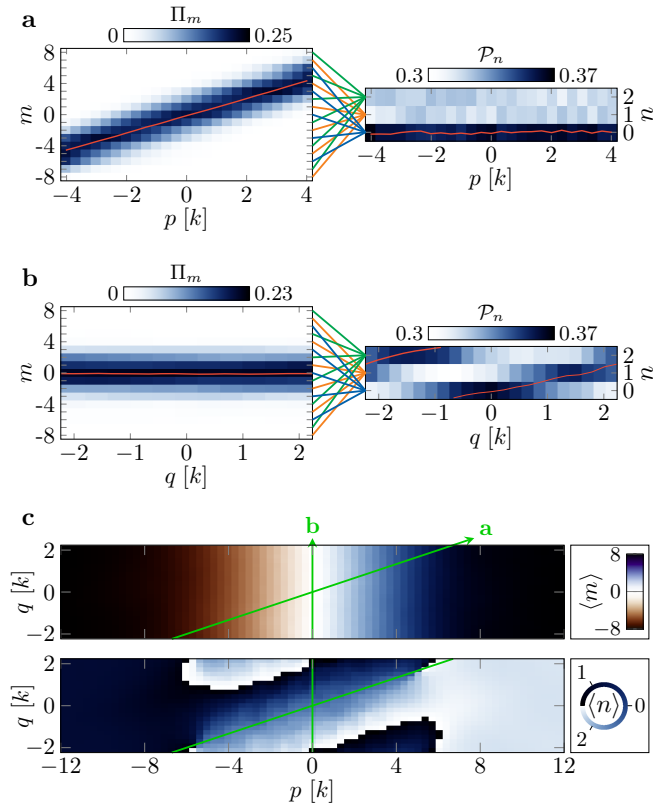 a
Π_m
0 0.25
𝒫_n
0.3 0.37
m
8
4
0
−4
−8
2
1
0
n
−4 −2 0 2 4
p [k]
−4 −2 0 2 4
p [k]
b
Π_m
0 0.23
𝒫_n
0.3 0.37
m
8
4
0
−4
−8
2
1
0
n
−2 −1 0 1 2
q [k]
−2 −1 0 1 2
q [k]
c
b a
q [k]
2
0
−2
⟨m⟩
8
0
−8
q [k]
2
0
−2
1
⟨n⟩ 0
2
−12 −8 −4 0 4 8 12
p [k]